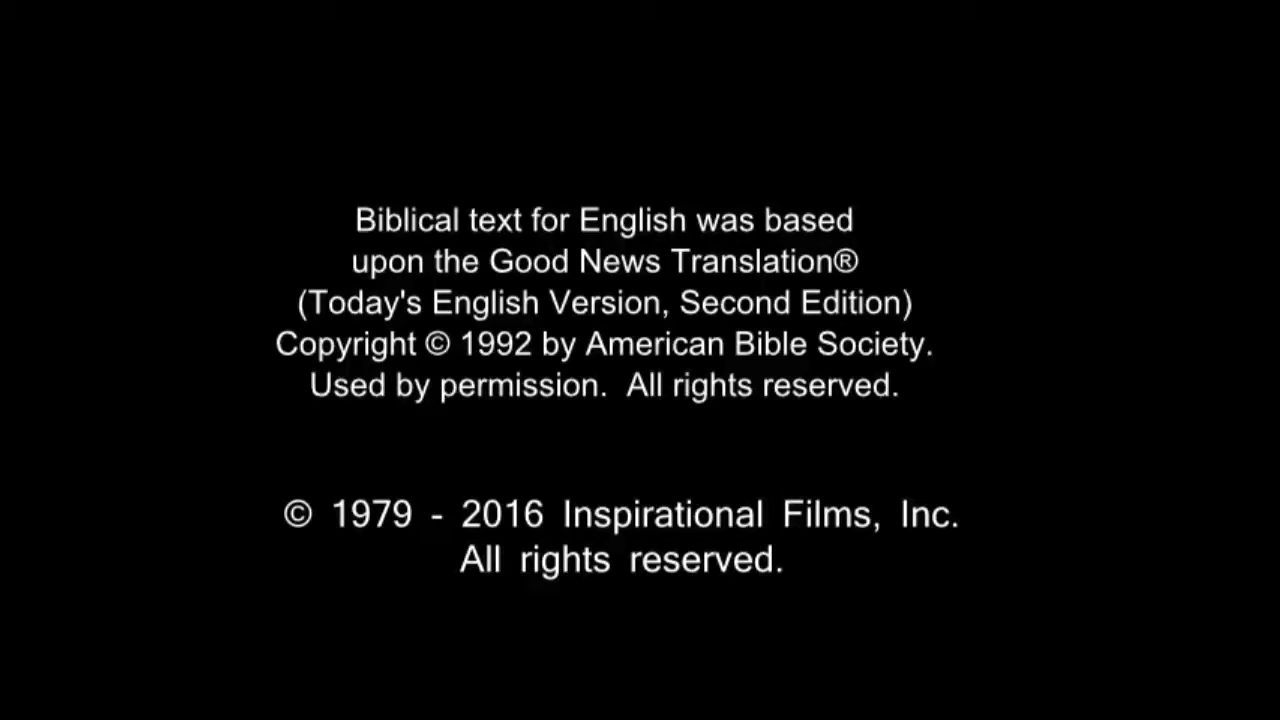 Biblical text for English was based
upon the Good News Translation®
(Today's English Version, Second Edition)
Copyright © 1992 by American Bible Society.
Used by permission.  All rights reserved.
© 1979 - 2016 Inspirational Films, Inc.
All rights reserved.